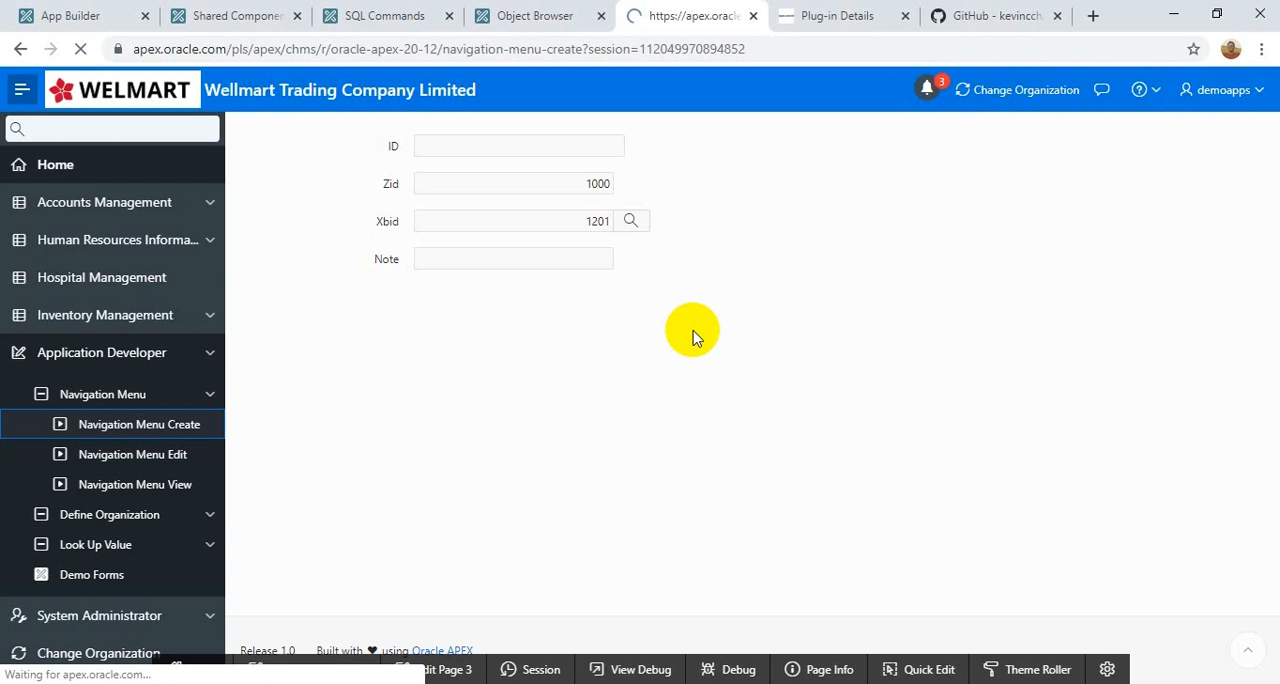 App Builder
Shared Componen
SQL Commands
Object Browser
https://apex.oracle
Plug-in Details
GitHub - kevincch
apex.oracle.com/pls/apex/chms/r/oracle-apex-20-12/navigation-menu-create?session=112049970894852
WELMART Wellmart Trading Company Limited
3
Change Organization
demoapps
Home
Accounts Management
Human Resources Informa...
Hospital Management
Inventory Management
Application Developer
Navigation Menu
Navigation Menu Create
Navigation Menu Edit
Navigation Menu View
Define Organization
Look Up Value
Demo Forms
System Administrator
Change Organization
ID
Zid 1000
Xbid 1201
Note
Release 1.0 Built with ❤ using Oracle APEX
dit Page 3
Session
View Debug
Debug
Page Info
Quick Edit
Theme Roller
Waiting for apex.oracle.com...